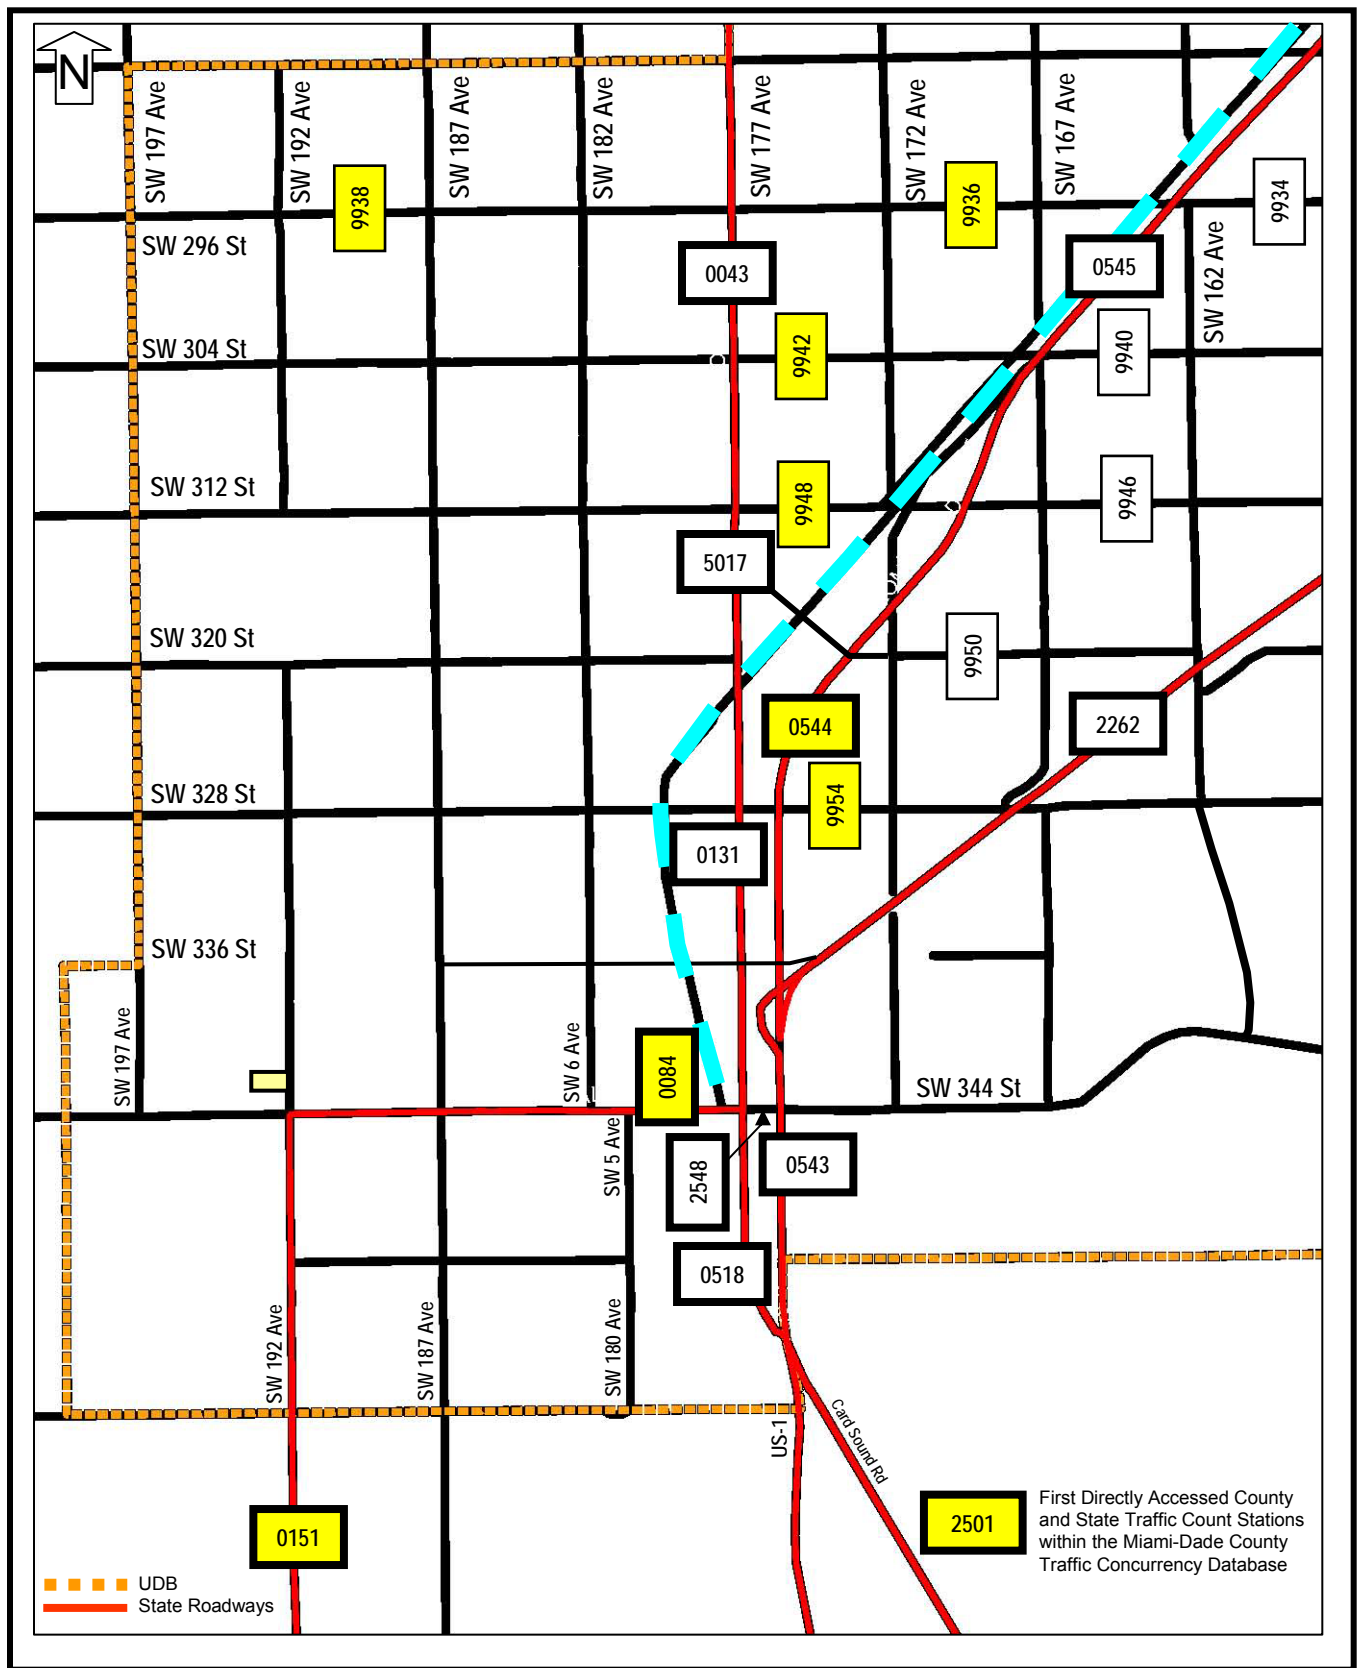 N
SW 197 Ave
SW 192 Ave
SW 187 Ave
SW 182 Ave
SW 177 Ave
SW 172 Ave
SW 167 Ave
9938
9936
9934
SW 296 St
0043
0545
SW 162 Ave
SW 304 St
9942
9940
SW 312 St
9948
9946
5017
SW 320 St
9950
0544
2262
SW 328 St
9954
0131
SW 336 St
SW 197 Ave
SW 6 Ave
0084
SW 344 St
SW 5 Ave
2548
0543
0518
SW 192 Ave
SW 187 Ave
SW 180 Ave
US-1
Card Sound Rd
0151
2501
First Directly Accessed County
and State Traffic Count Stations
within the Miami-Dade County
Traffic Concurrency Database
UDB
State Roadways